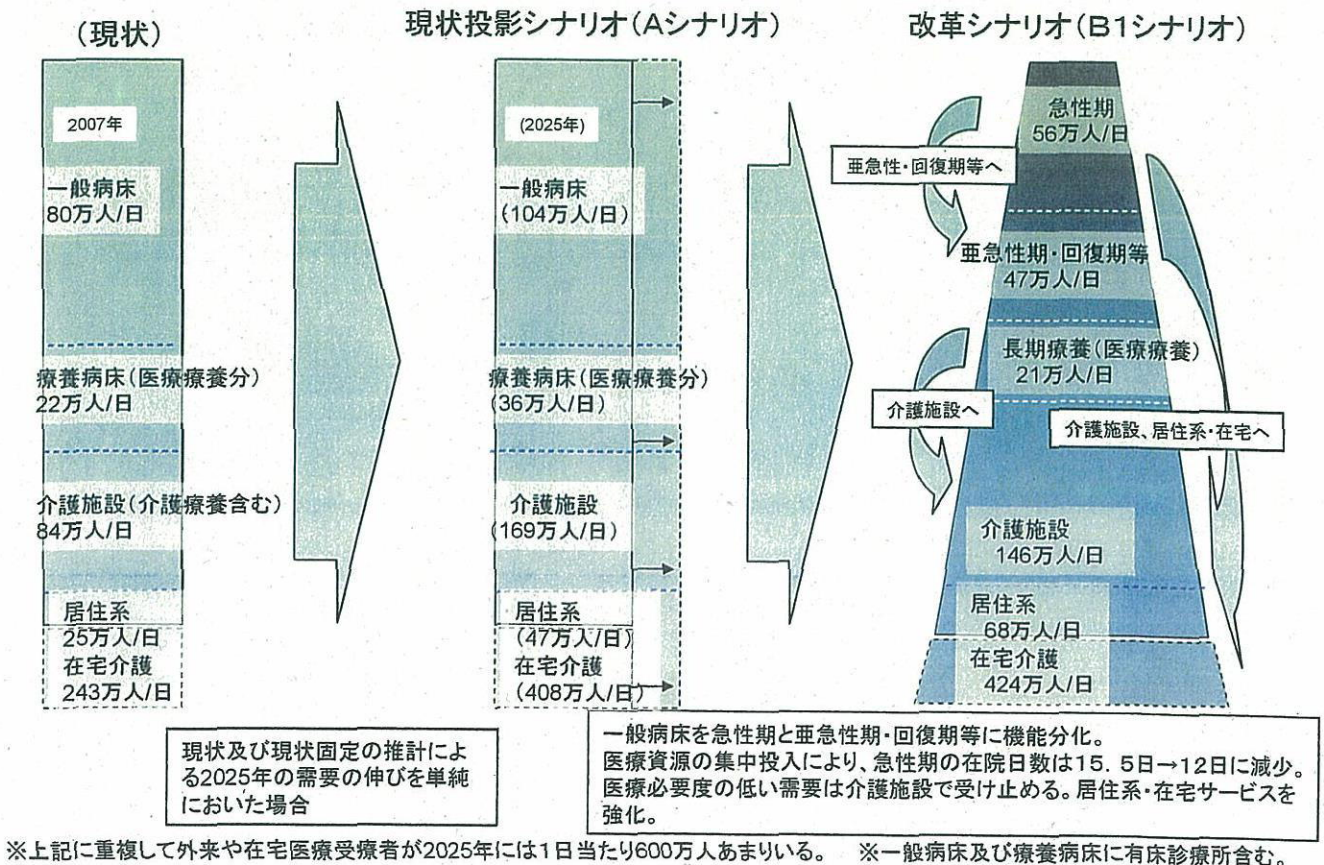 (現状)
2007年
一般病床
80万人/日
療養病床(医療療養分)
22万人/日
介護施設(介護療養含む)
84万人/日
居住系
25万人/日
在宅介護
243万人/日
現状投影シナリオ(Aシナリオ)
(2025年)
一般病床
(104万人/日)
療養病床(医療療養分)
(36万人/日)
介護施設
(169万人/日)
居住系
(47万人/日)
在宅介護
(408万人/日)
改革シナリオ(B1シナリオ)
急性期
56万人/日
亜急性・回復期等へ
亜急性期・回復期等
47万人/日
長期療養(医療療養)
21万人/日
介護施設へ
介護施設、居住系・在宅へ
介護施設
146万人/日
居住系
68万人/日
在宅介護
424万人/日
現状及び現状固定の推計によ
る2025年の需要の伸びを単純
においた場合
一般病床を急性期と亜急性期・回復期等に機能分化。
医療資源の集中投入により、急性期の在院日数は15.5日→12日に減少。
医療必要度の低い需要は介護施設で受け止める。居住系・在宅サービスを
強化。
※上記に重複して外来や在宅医療受療者が2025年には1日当たり600万人あまりいる。 ※一般病床及び療養病床に有床診療所含む。